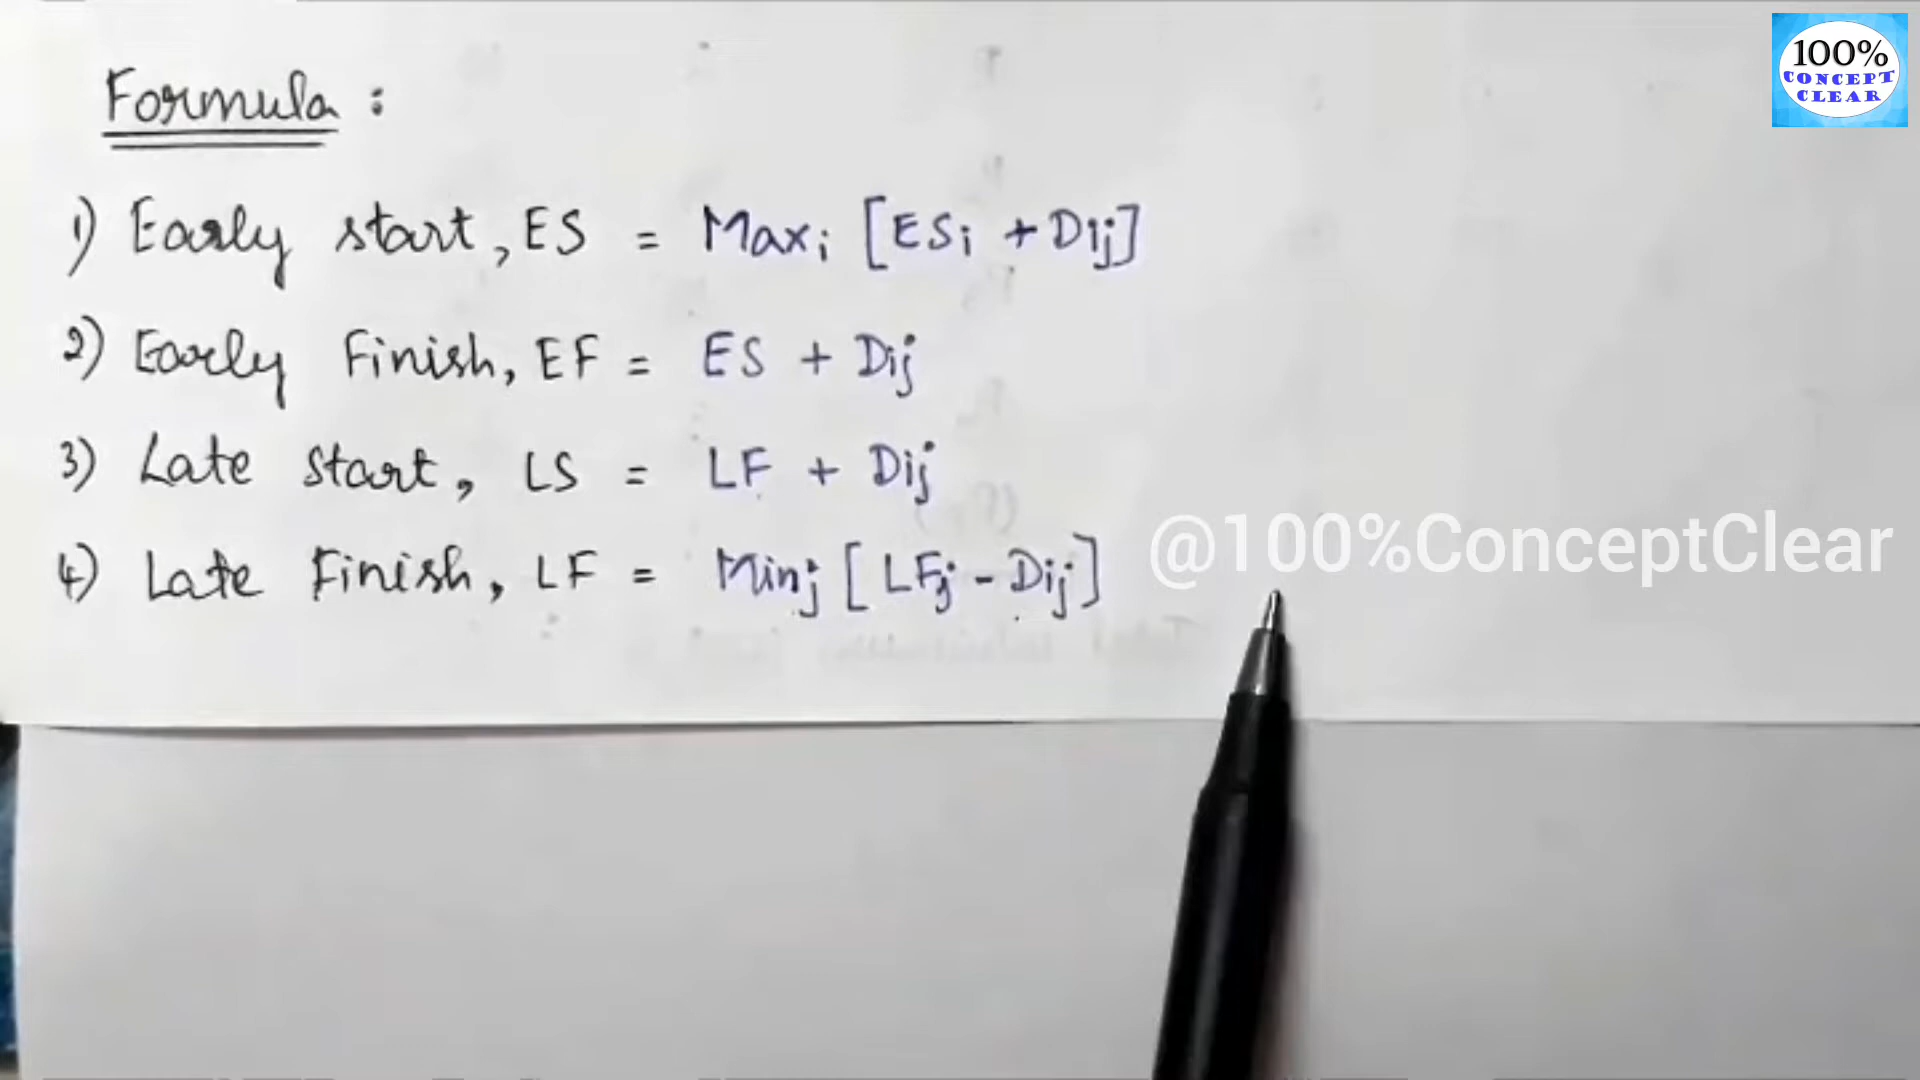 100%
CONCEPT
CLEAR
Formula :
1) Early start, ES = Maxi [ESi + Dij]
2) Early Finish, EF = ES + Dij
3) Late start, LS = LF + Dij
4) Late Finish, LF = Minj [LFj - Dij]
@100%ConceptClear